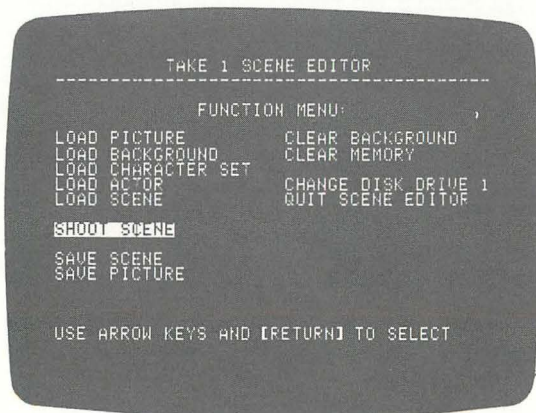 TAKE 1 SCENE EDITOR
FUNCTION MENU:
LOAD PICTURE
LOAD BACKGROUND
LOAD CHARACTER SET
LOAD ACTOR
LOAD SCENE
CLEAR BACKGROUND
CLEAR MEMORY
CHANGE DISK DRIVE 1
QUIT SCENE EDITOR
SHOOT SCENE
SAVE SCENE
SAVE PICTURE
USE ARROW KEYS AND [RETURN] TO SELECT